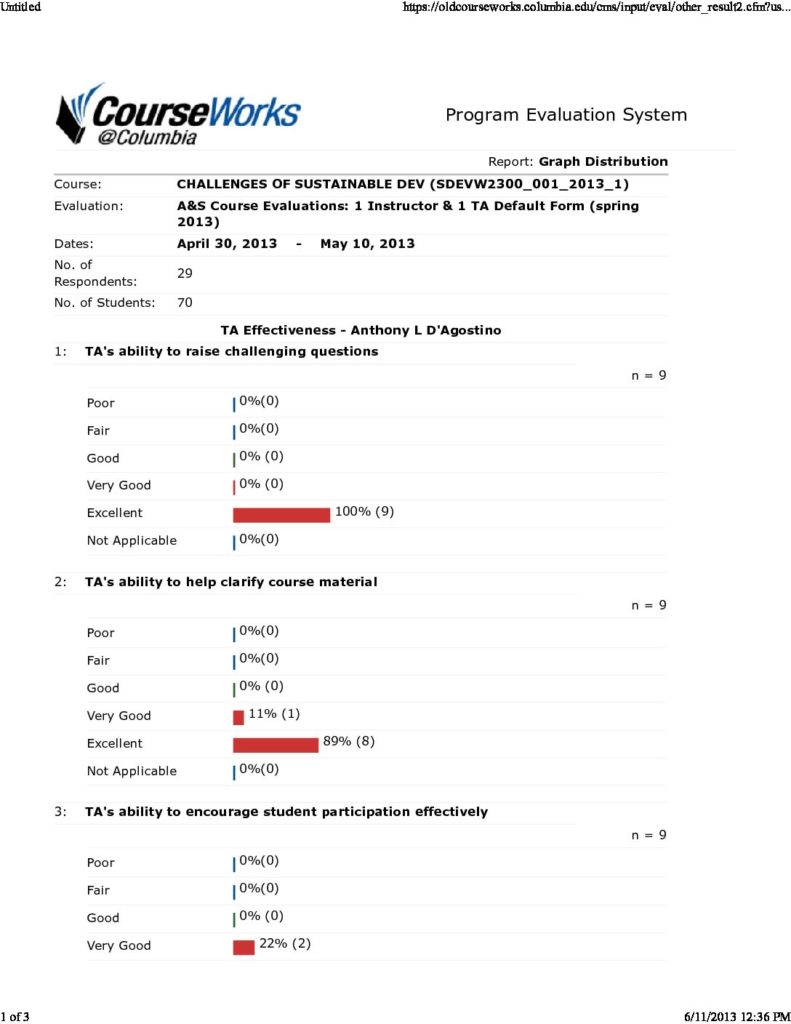 Untitled
https://oldcourseworks.columbia.edu/cms/input/eval/other_result2.cfm?us...
CourseWorks
@Columbia
Program Evaluation System
Report: Graph Distribution
Course: CHALLENGES OF SUSTAINABLE DEV (SDEVW2300_001_2013_1)
Evaluation: A&S Course Evaluations: 1 Instructor & 1 TA Default Form (spring
2013)
Dates: April 30, 2013 - May 10, 2013
No. of
Respondents: 29
No. of Students: 70
TA Effectiveness - Anthony L D'Agostino
1: TA's ability to raise challenging questions
n = 9
Poor 0%(0)
Fair 0%(0)
Good 0% (0)
Very Good 0% (0)
Excellent 100% (9)
Not Applicable 0%(0)
2: TA's ability to help clarify course material
n = 9
Poor 0%(0)
Fair 0%(0)
Good 0% (0)
Very Good 11% (1)
Excellent 89% (8)
Not Applicable 0%(0)
3: TA's ability to encourage student participation effectively
n = 9
Poor 0%(0)
Fair 0%(0)
Good 0% (0)
Very Good 22% (2)
1 of 3
6/11/2013 12:36 PM